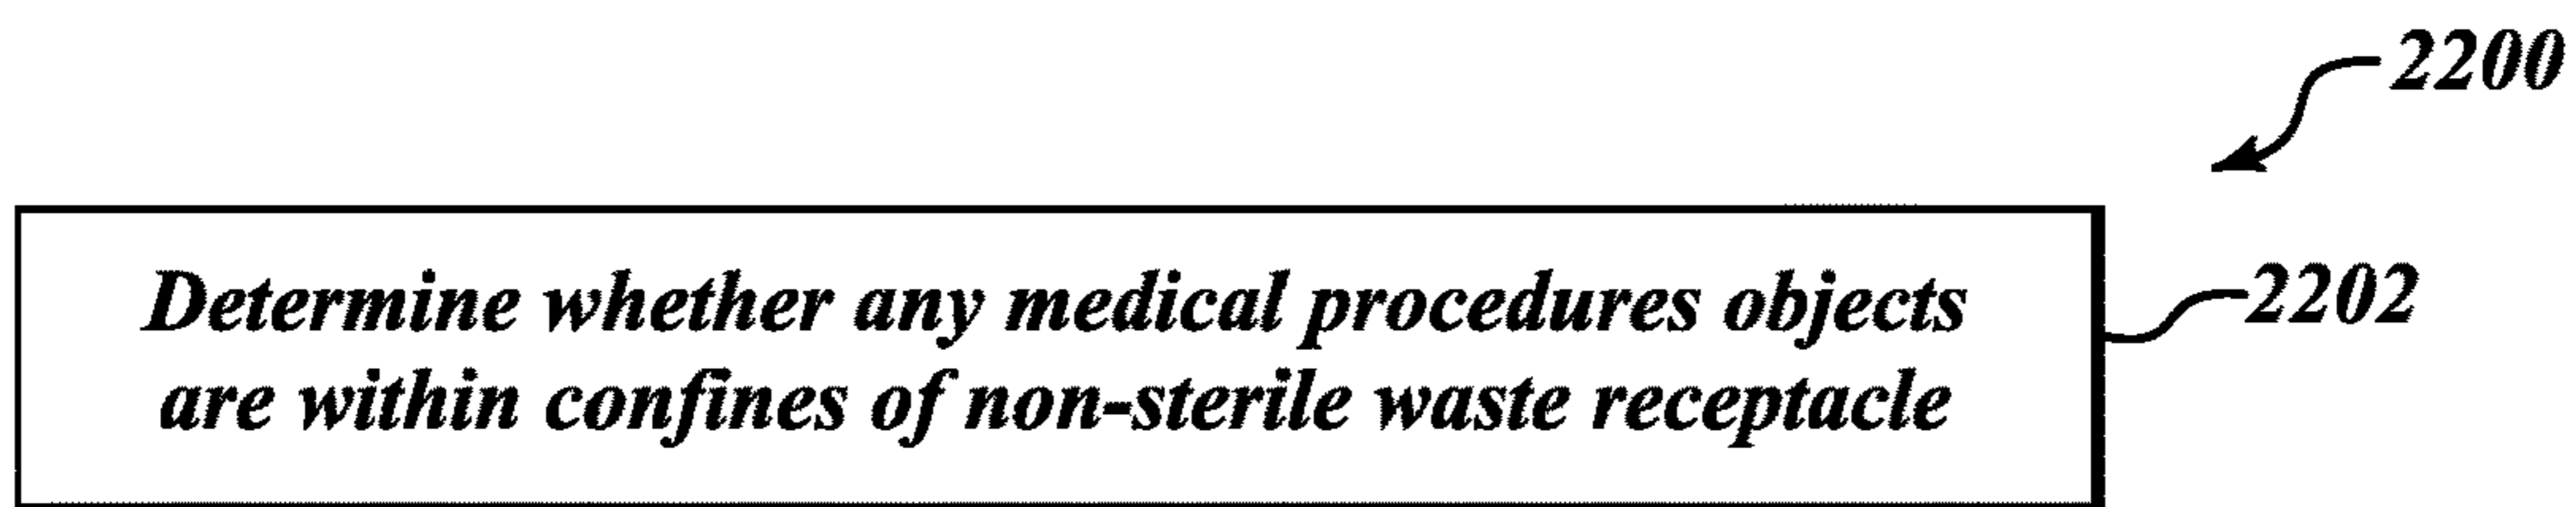 2200
Determine whether any medical procedures objects
are within confines of non-sterile waste receptacle
2202